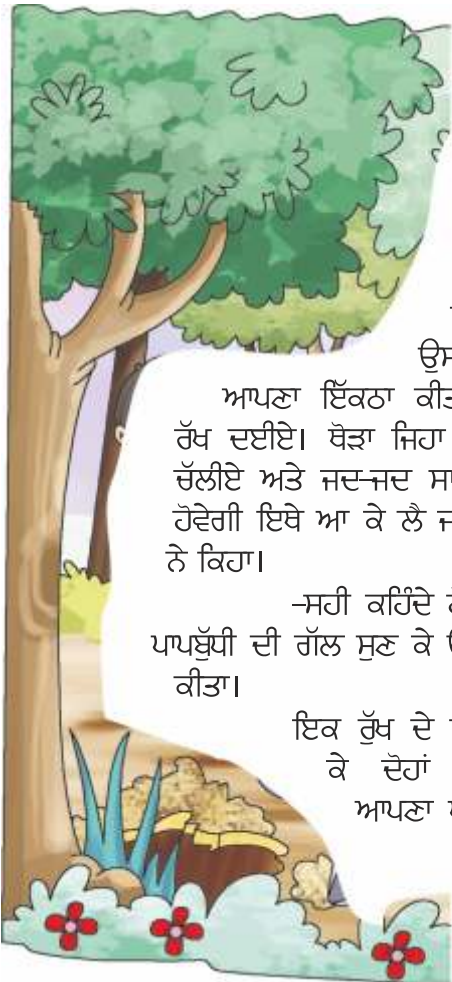 ਉਸ
ਆਪਣਾ ਇੱਕਠਾ
ਰੱਖ ਦਈਏ। ਥੋੜਾ ਜਿਹਾ
ਚੱਲੀਏ ਅਤੇ ਜਦ-ਜਦ
ਹੋਵੇਗੀ ਇਥੇ ਆ ਕੇ ਲੈ
ਨੇ ਕਿਹਾ।
-ਸਹੀ ਕਹਿੰਦੇ
ਪਾਪਬੁੱਧੀ ਦੀ ਗੱਲ ਸੁਣ ਕੇ
ਕੀਤਾ।
ਇਕ ਰੁੱਖ ਦੇ
ਕੇ ਦੋਹਾਂ
ਆਪਣਾ